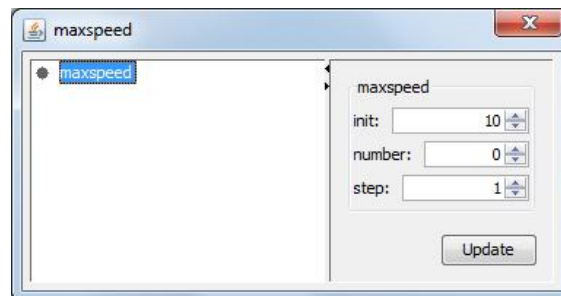 maxspeed
maxspeed
maxspeed
init: 10
number: 0
step: 1
Update